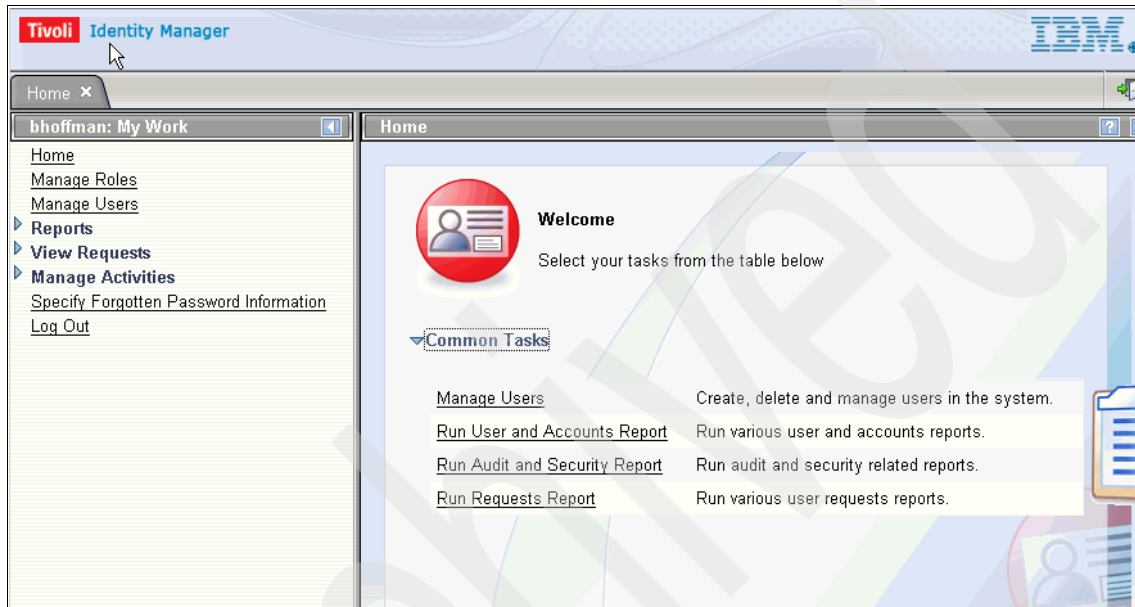 Tivoli Identity Manager
IBM
Home
bhoffman: My Work
Home
Manage Roles
Manage Users
Reports
View Requests
Manage Activities
Specify Forgotten Password Information
Log Out
Home
?
Welcome
Select your tasks from the table below
Common Tasks
Manage Users Create, delete and manage users in the system.
Run User and Accounts Report Run various user and accounts reports.
Run Audit and Security Report Run audit and security related reports.
Run Requests Report Run various user requests reports.